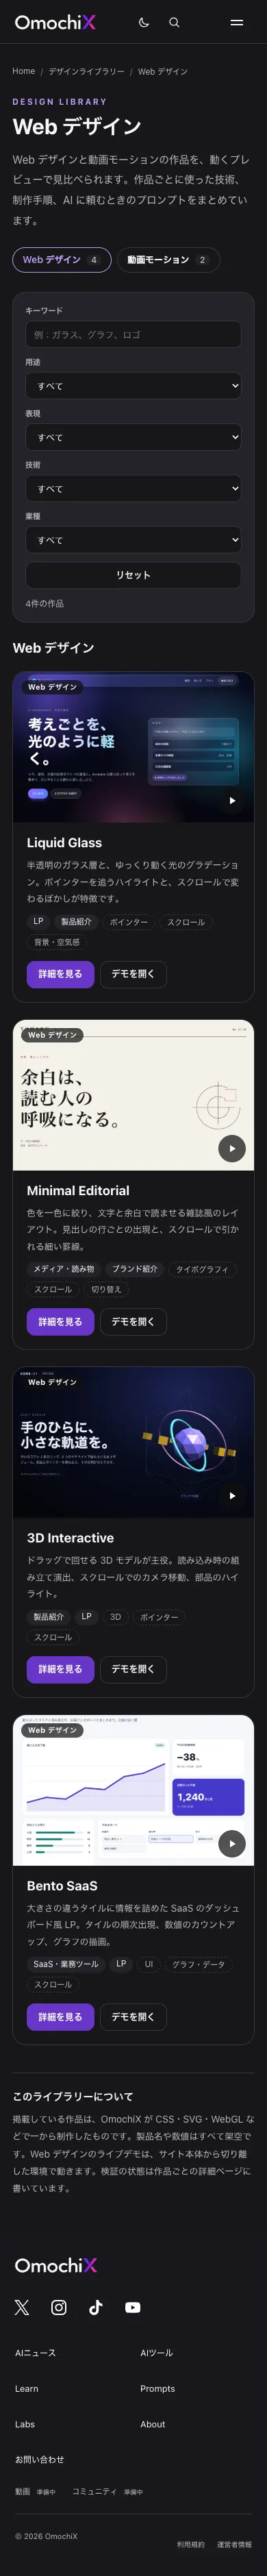 OmochiX
Home / デザインライブラリー / Web デザイン
DESIGN LIBRARY
Web デザイン
Web デザインと動画モーションの作品を、動くプレ
ビューで見比べられます。作品ごとに使った技術、
制作手順、AI に頼むときのプロンプトをまとめてい
ます。
Web デザイン 4
動画モーション 2
キーワード
例：ガラス、グラフ、ロゴ
用途
すべて
表現
すべて
技術
すべて
業種
すべて
リセット
4件の作品
Web デザイン
Web デザイン
考えごとを、
光のように軽
く。
Liquid Glass
半透明のガラス層と、ゆっくり動く光のグラデーショ
ン。ポインターを追うハイライトと、スクロールで変
わるぼかしが特徴です。
LP 製品紹介 ポインター スクロール
背景・空気感
詳細を見る デモを開く
Web デザイン
余白は、
読む人の
呼吸になる。
Minimal Editorial
色を一色に絞り、文字と余白で読ませる雑誌風のレイ
アウト。見出しの行ごとの出現と、スクロールで引か
れる細い罫線。
メディア・読み物 ブランド紹介 タイポグラフィ
スクロール 切り替え
詳細を見る デモを開く
Web デザイン
手のひらに、
小さな軌道を。
3D Interactive
ドラッグで回せる 3D モデルが主役。読み込み時の組
み立て演出、スクロールでのカメラ移動、部品のハイ
ライト。
製品紹介 LP 3D ポインター
スクロール
詳細を見る デモを開く
Web デザイン
−38
1,240
Bento SaaS
大きさの違うタイルに情報を詰めた SaaS のダッシュ
ボード風 LP。タイルの順次出現、数値のカウントアッ
プ、グラフの描画。
SaaS・業務ツール LP UI グラフ・データ
スクロール
詳細を見る デモを開く
このライブラリーについて
掲載している作品は、OmochiX が CSS・SVG・WebGL な
どで一から制作したものです。製品名や数値はすべて架空で
す。Web デザインのライブデモは、サイト本体から切り離
した環境で動きます。検証の状態は作品ごとの詳細ページに
書いています。
OmochiX
AIニュース AIツール
Learn Prompts
Labs About
お問い合わせ
動画 準備中 コミュニティ 準備中
© 2026 OmochiX
利用規約 運営者情報